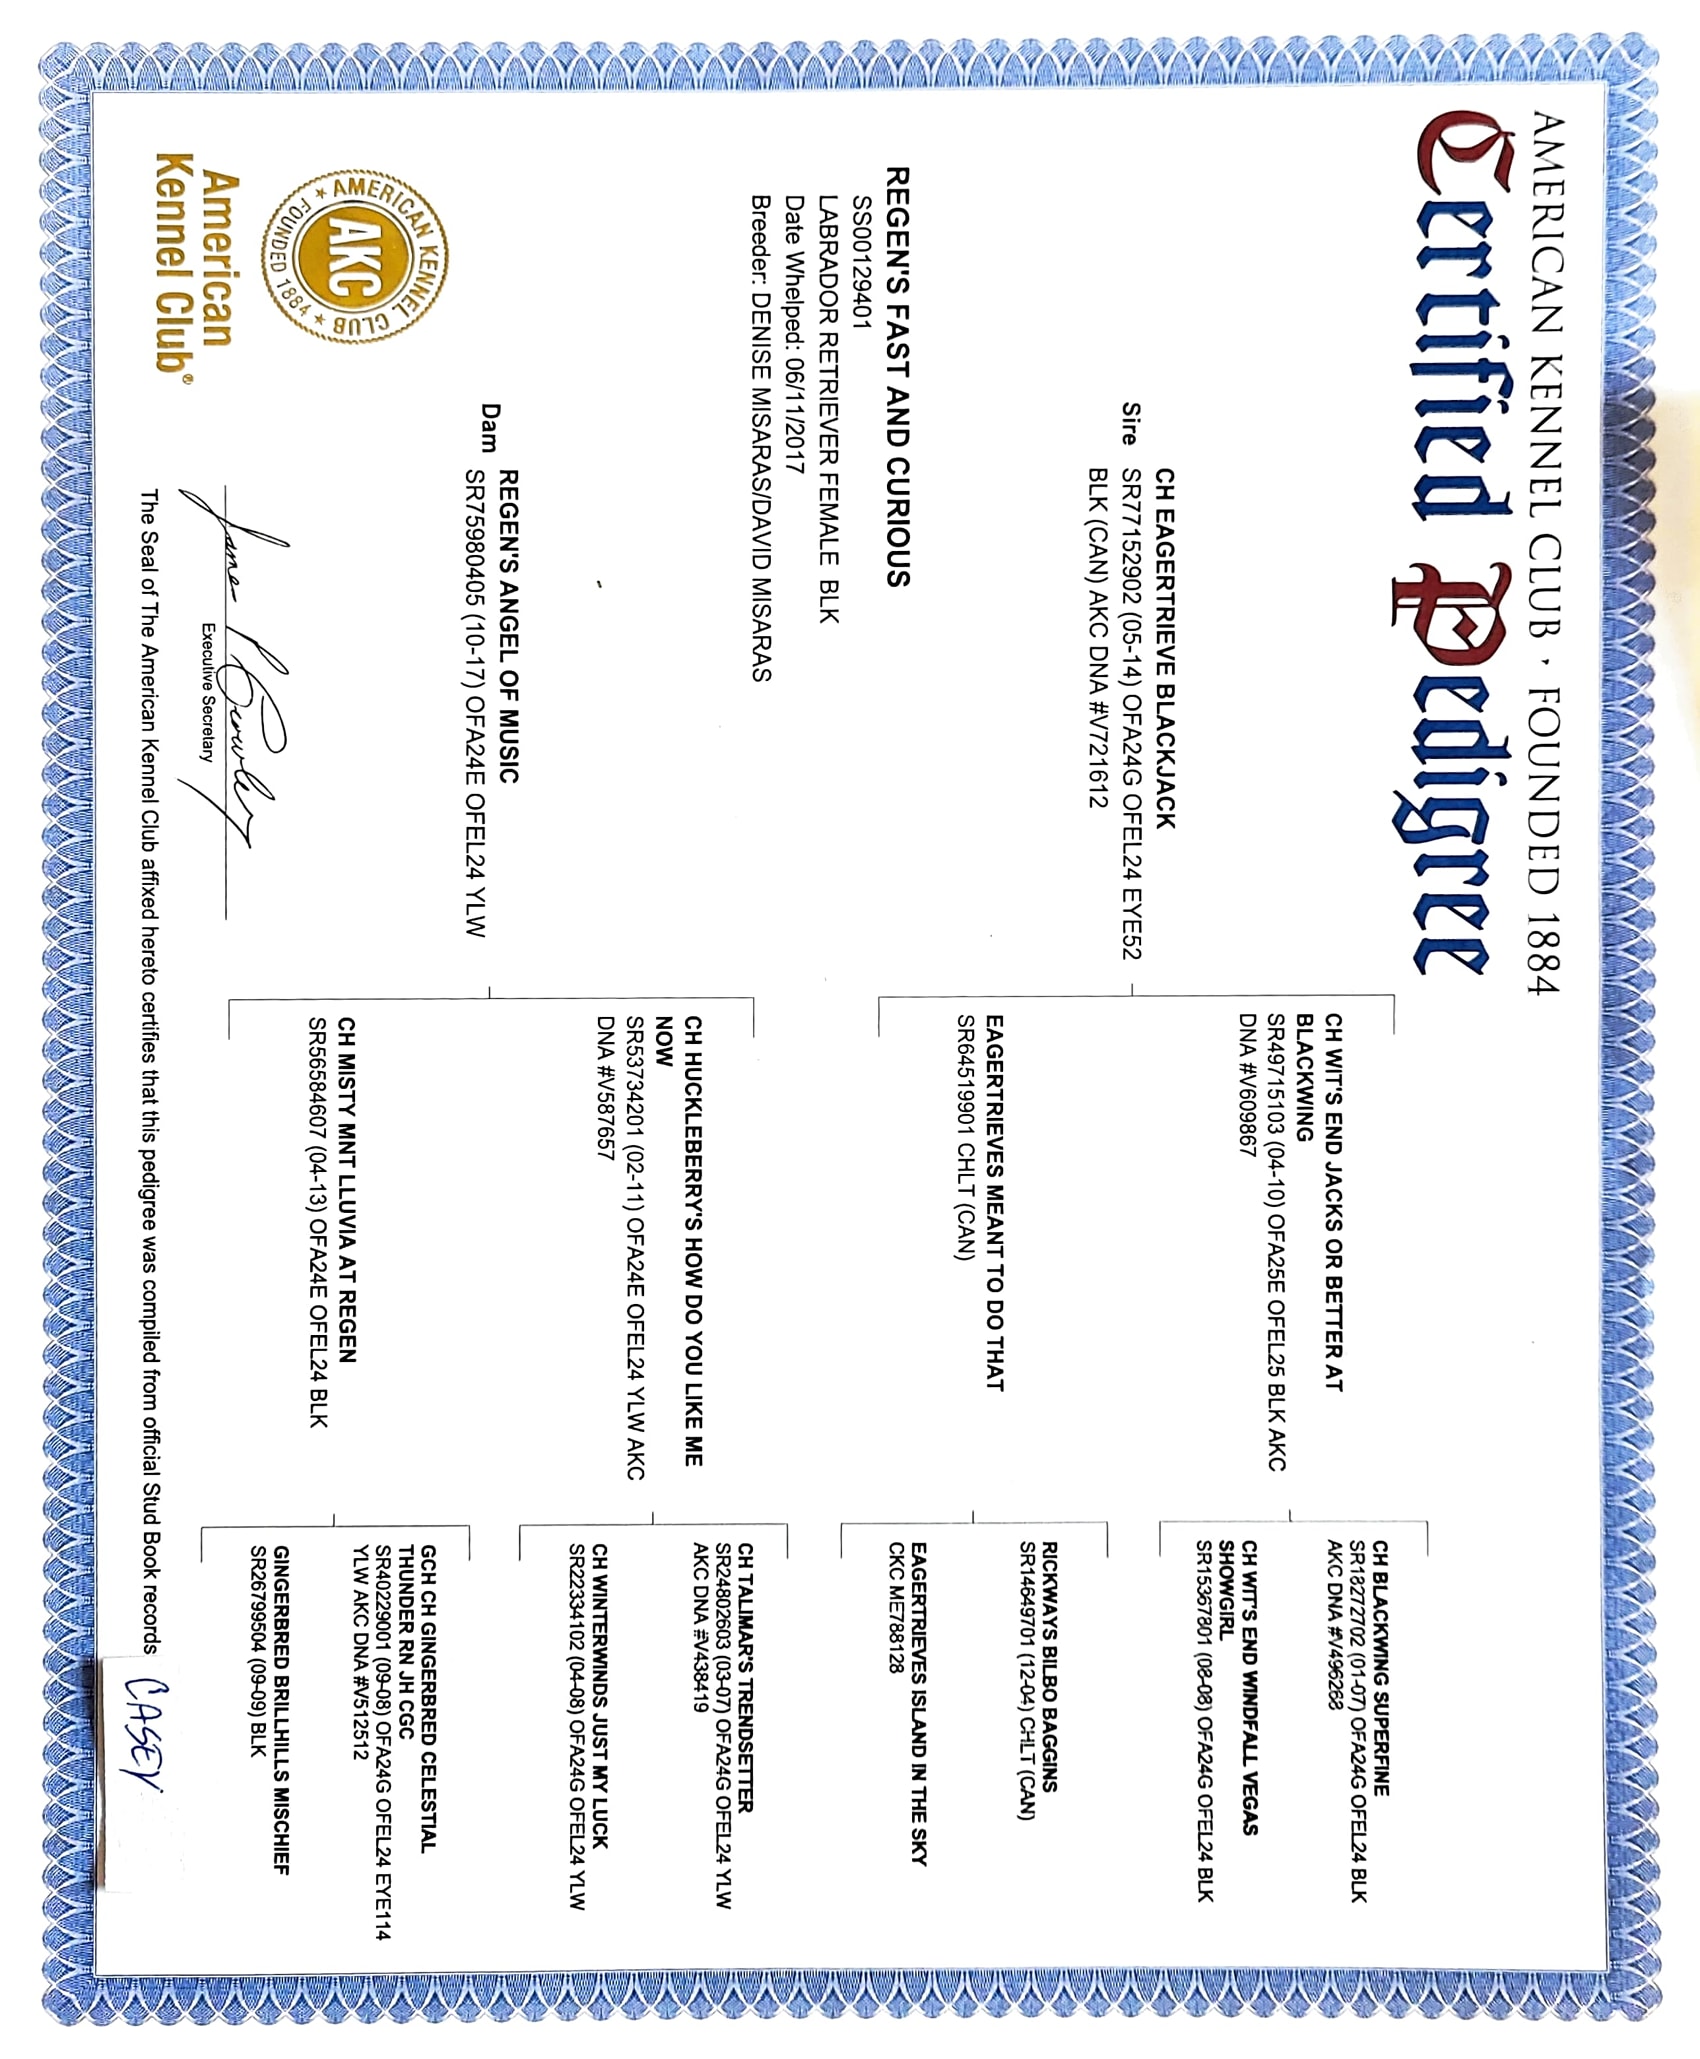 AMERICAN KENNEL CLUB · FOUNDED 1884
Certified Pedigree
CH BLACKWING SUPERFINE
SR18272702 (01-07) OFA24G OFEL24 BLK
AKC DNA #V496268
CH WIT'S END JACKS OR BETTER AT
BLACKWING
SR49715103 (04-10) OFA25E OFEL25 BLK AKC
DNA #V609867
CH WIT'S END WINDFALL VEGAS
SHOWGIRL
SR15367801 (08-08) OFA24G OFEL24 BLK
Sire
CH EAGERTRIEVE BLACKJACK
SR77152902 (05-14) OFA24G OFEL24 EYE52
BLK (CAN) AKC DNA #V721612
RICKWAYS BILBO BAGGINS
SR14649701 (12-04) CHLT (CAN)
EAGERTRIEVES MEANT TO DO THAT
SR64519901 CHLT (CAN)
EAGERTRIEVES ISLAND IN THE SKY
CKC ME788128
REGEN'S FAST AND CURIOUS
SS00129401
LABRADOR RETRIEVER FEMALE BLK
Date Whelped: 06/11/2017
Breeder: DENISE MISARAS/DAVID MISARAS
CH TALIMAR'S TRENDSETTER
SR24802603 (03-07) OFA24G OFEL24 YLW
AKC DNA #V438419
CH HUCKLEBERRY'S HOW DO YOU LIKE ME
NOW
SR53734201 (02-11) OFA24E OFEL24 YLW AKC
DNA #V587657
CH WINTERWINDS JUST MY LUCK
SR22334102 (04-08) OFA24G OFEL24 YLW
Dam
REGEN'S ANGEL OF MUSIC
SR75980405 (10-17) OFA24E OFEL24 YLW
GCH CH GINGERBRED CELESTIAL
THUNDER RN JH CGC
SR40229001 (09-08) OFA24G OFEL24 EYE114
YLW AKC DNA #V512512
CH MISTY MNT LLUVIA AT REGEN
SR56584607 (04-13) OFA24E OFEL24 BLK
GINGERBRED BRILLHILLS MISCHIEF
SR26799504 (09-09) BLK
AMERICAN KENNEL CLUB
AKC
★ FOUNDED 1884 ★
American
Kennel Club®
James P Crowley
Executive Secretary
The Seal of The American Kennel Club affixed hereto certifies that this pedigree was compiled from official Stud Book records
CASEY